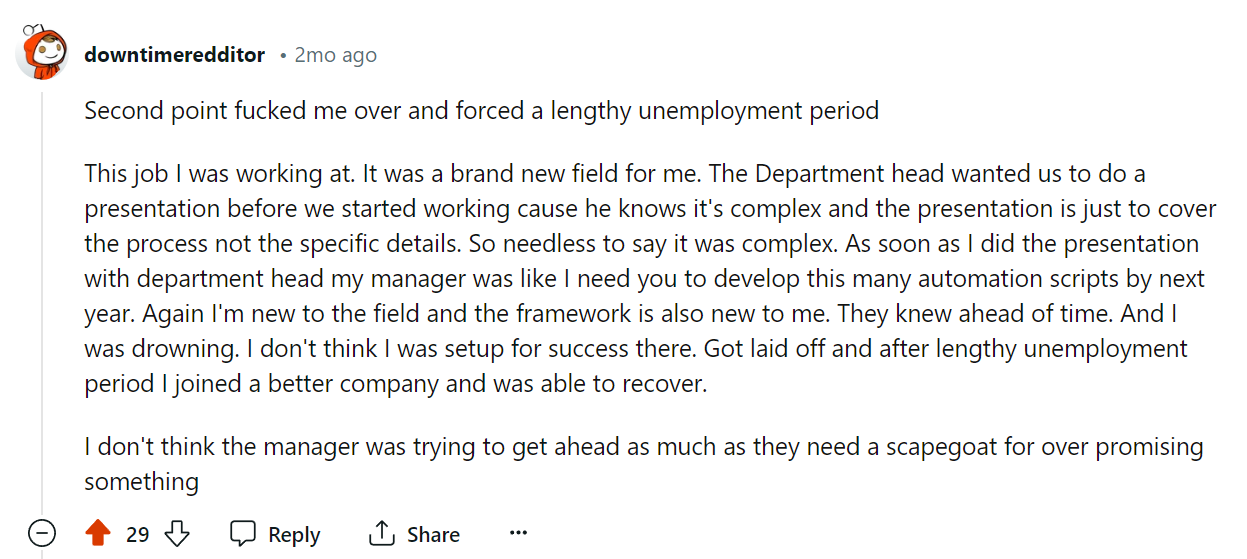 downtimeredditor • 2mo ago
Second point fucked me over and forced a lengthy unemployment period
This job I was working at. It was a brand new field for me. The Department head wanted us to do a
presentation before we started working cause he knows it's complex and the presentation is just to cover
the process not the specific details. So needless to say it was complex. As soon as I did the presentation
with department head my manager was like I need you to develop this many automation scripts by next
year. Again I'm new to the field and the framework is also new to me. They knew ahead of time. And I
was drowning. I don't think I was setup for success there. Got laid off and after lengthy unemployment
period I joined a better company and was able to recover.
I don't think the manager was trying to get ahead as much as they need a scapegoat for over promising
something
29 Reply Share ...